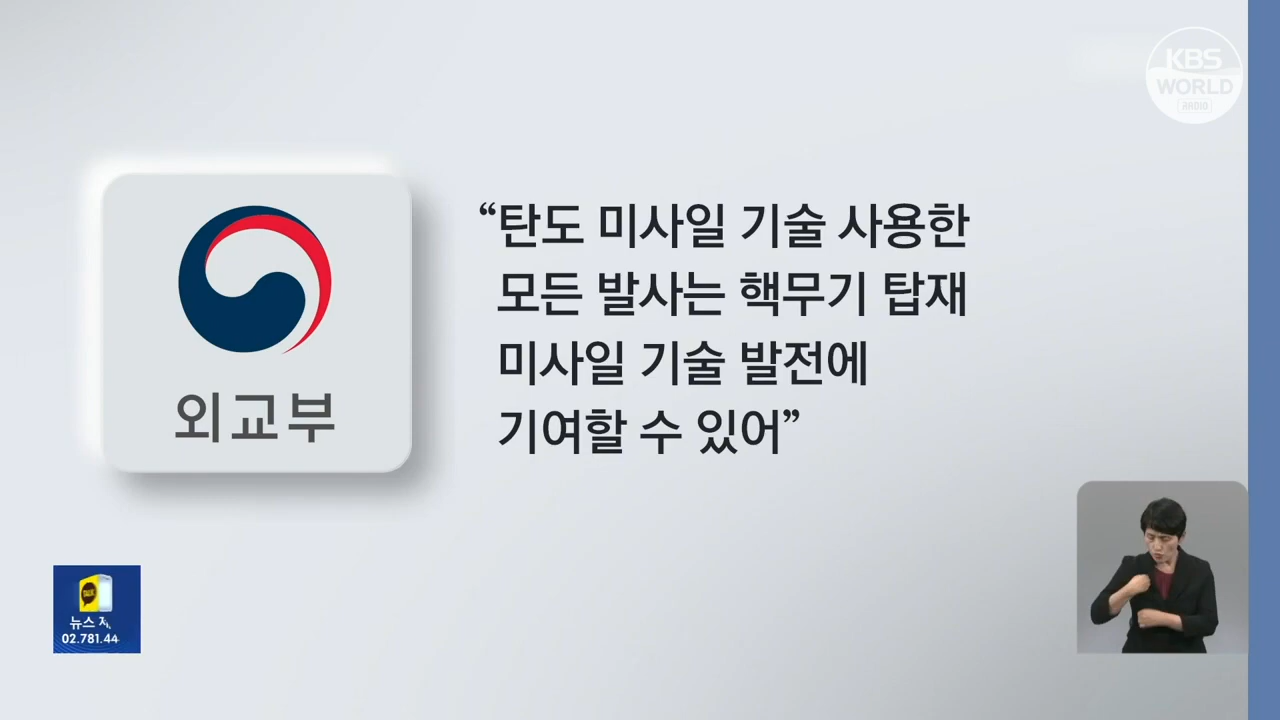 KBS
WORLD
RADIO
“탄도 미사일 기술 사용한
모든 발사는 핵무기 탑재
미사일 기술 발전에
기여할 수 있어”
외교부
뉴스
02.781.44